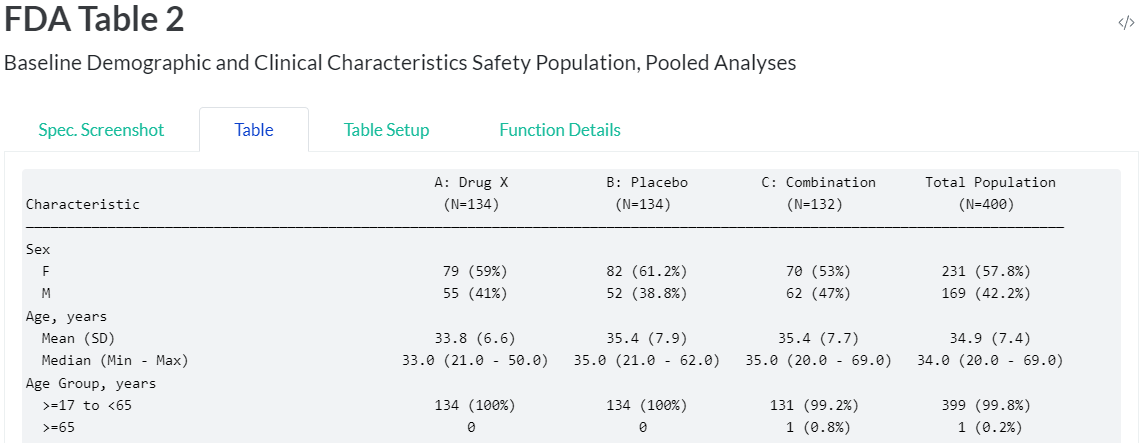 FDA Table 2
</>
Baseline Demographic and Clinical Characteristics Safety Population, Pooled Analyses
Spec. Screenshot Table Table Setup Function Details
A: Drug X B: Placebo C: Combination Total Population
Characteristic (N=134) (N=134) (N=132) (N=400)
Sex
F 79 (59%) 82 (61.2%) 70 (53%) 231 (57.8%)
M 55 (41%) 52 (38.8%) 62 (47%) 169 (42.2%)
Age, years
Mean (SD) 33.8 (6.6) 35.4 (7.9) 35.4 (7.7) 34.9 (7.4)
Median (Min - Max) 33.0 (21.0 - 50.0) 35.0 (21.0 - 62.0) 35.0 (20.0 - 69.0) 34.0 (20.0 - 69.0)
Age Group, years
>=17 to <65 134 (100%) 134 (100%) 131 (99.2%) 399 (99.8%)
>=65 0 0 1 (0.8%) 1 (0.2%)